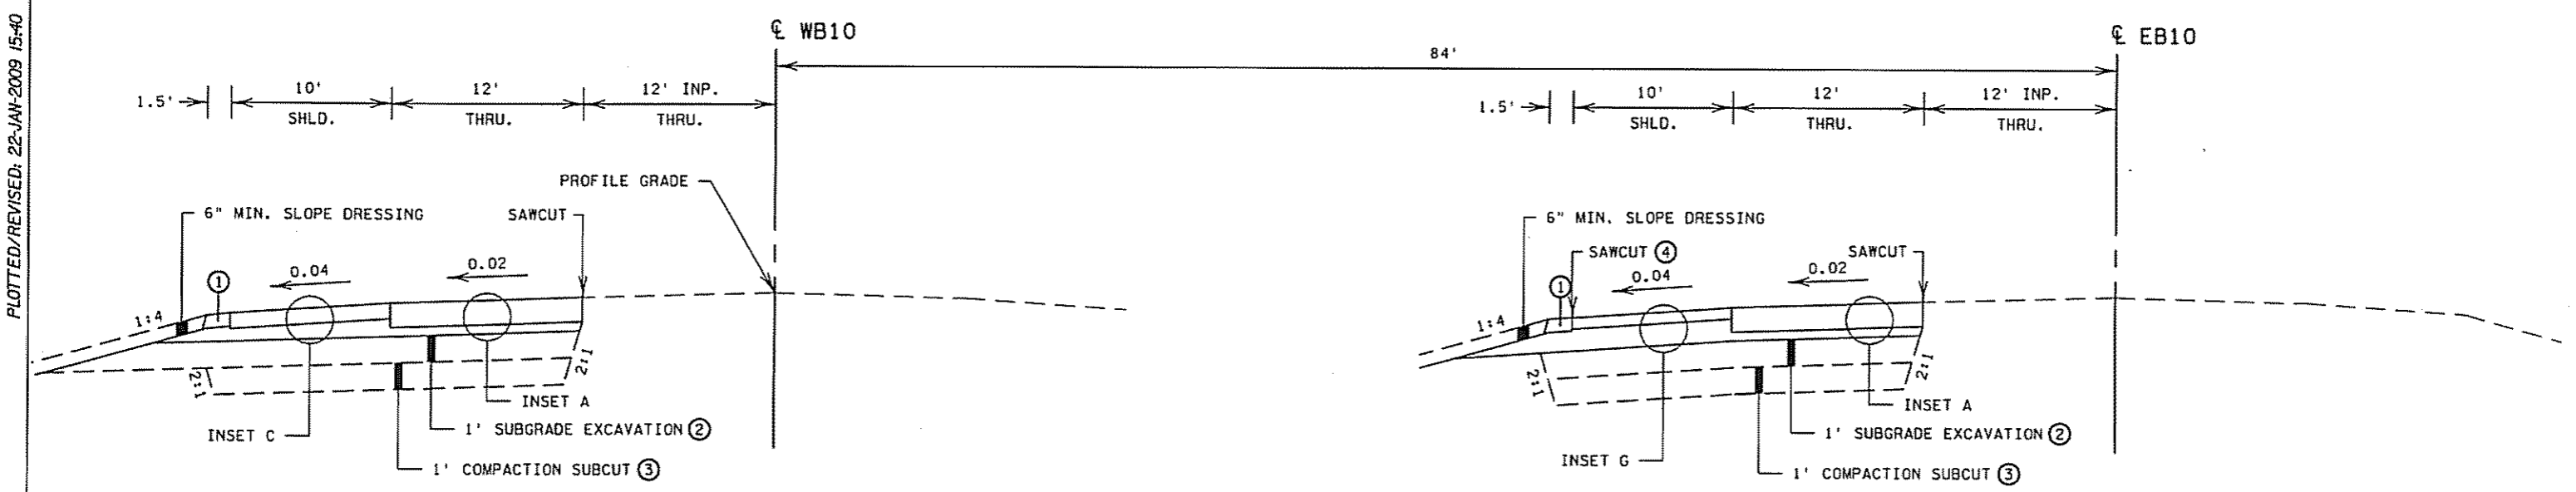 PLOTTED/REVISED: 22-JAN-2009 15:40
℄ WB10
℄ EB10
84'
1.5'
10'
SHLD.
12'
THRU.
12' INP.
THRU.
1.5'
10'
SHLD.
12'
THRU.
12' INP.
THRU.
PROFILE GRADE
6" MIN. SLOPE DRESSING
SAWCUT
1
0.04
0.02
1:4
2:1
2:1
INSET A
INSET C
1' SUBGRADE EXCAVATION 2
1' COMPACTION SUBCUT 3
6" MIN. SLOPE DRESSING
SAWCUT 4
SAWCUT
1
0.04
0.02
1:4
2:1
2:1
INSET A
1' SUBGRADE EXCAVATION 2
INSET G
1' COMPACTION SUBCUT 3